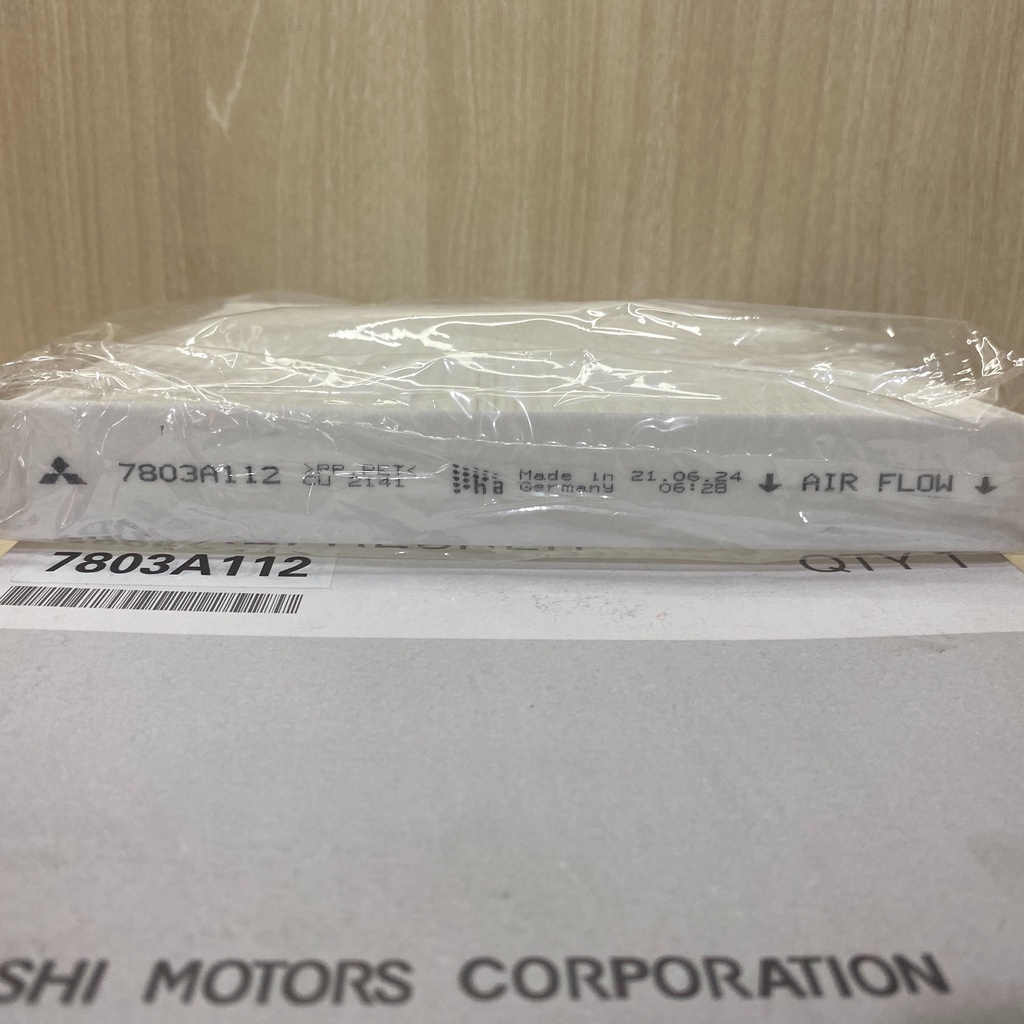 7803A112
>PP,PET<
CU 2141
Made in
Germany
21.06.24
06:28
AIR FLOW
7803A112
QTY 1
SHI MOTORS CORPORATION